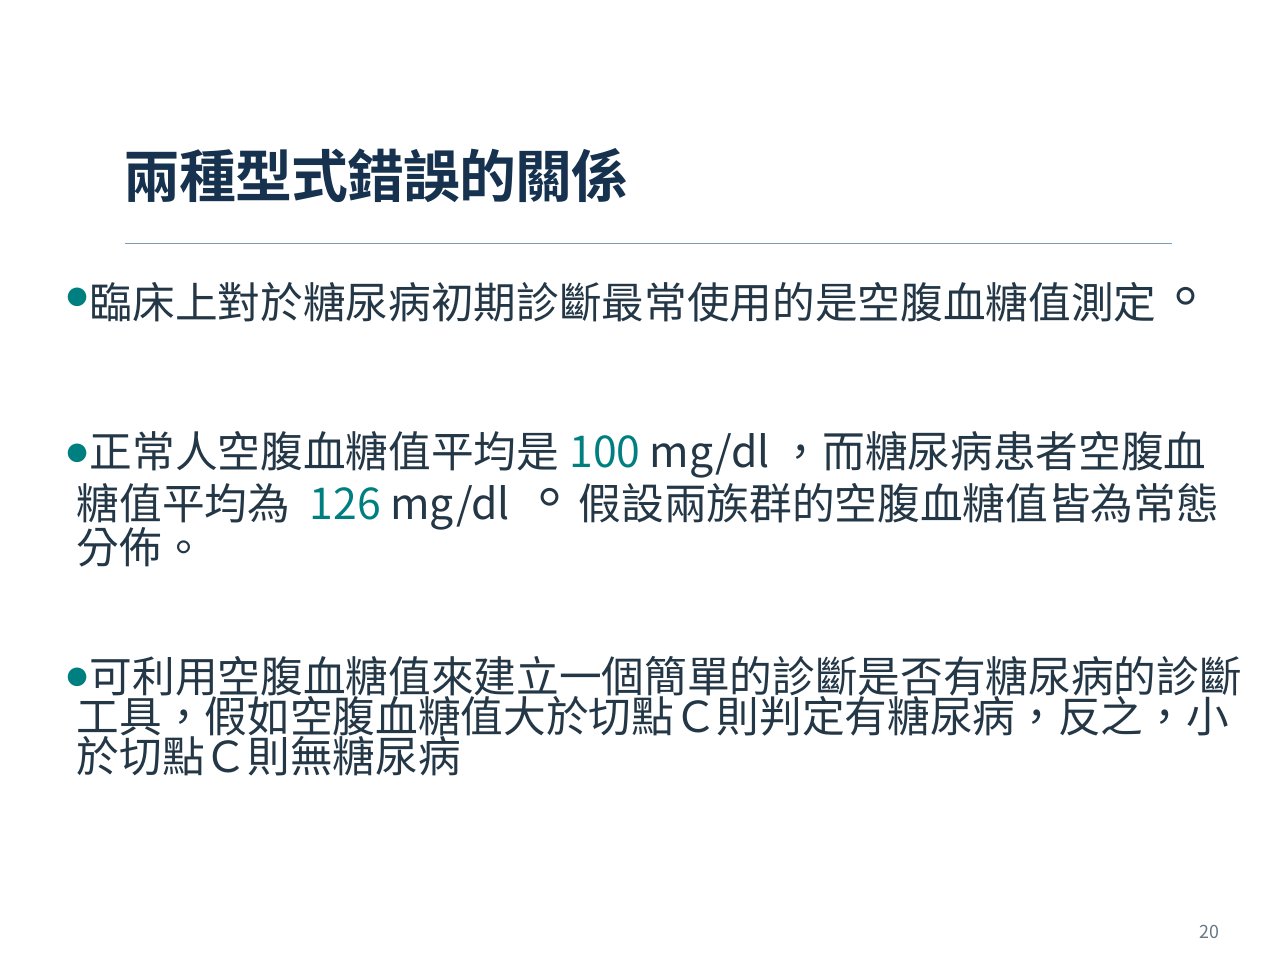 兩種型式錯誤的關係
●臨床上對於糖尿病初期診斷最常使用的是空腹血糖值測定。
●正常人空腹血糖值平均是 100 mg/dl ，而糖尿病患者空腹血
糖值平均為 126 mg/dl 。假設兩族群的空腹血糖值皆為常態
分佈。
●可利用空腹血糖值來建立一個簡單的診斷是否有糖尿病的診斷
工具，假如空腹血糖值大於切點Ｃ則判定有糖尿病，反之，小
於切點Ｃ則無糖尿病
20